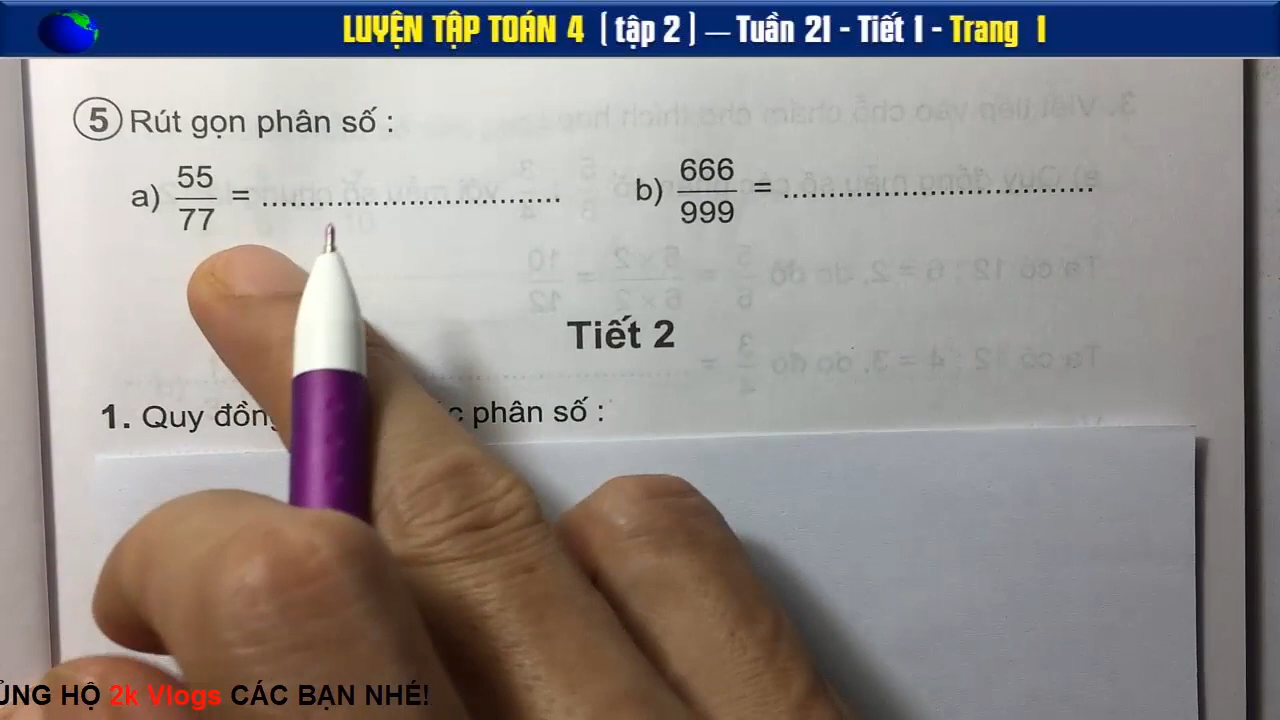 LUYỆN TẬP TOÁN 4 ( tập 2 ) – Tuần 21 - Tiết 1 - Trang 1
5 Rút gọn phân số :
a) 55/77 = ................................ b) 666/999 = ................................
Tiết 2
1. Quy đồng phân số :
ỦNG HỘ 2k Vlogs CÁC BẠN NHÉ!